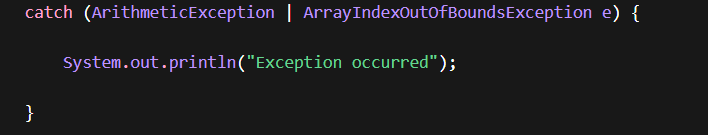 catch (ArithmeticException | ArrayIndexOutOfBoundsException e) {
    System.out.println("Exception occurred");
}